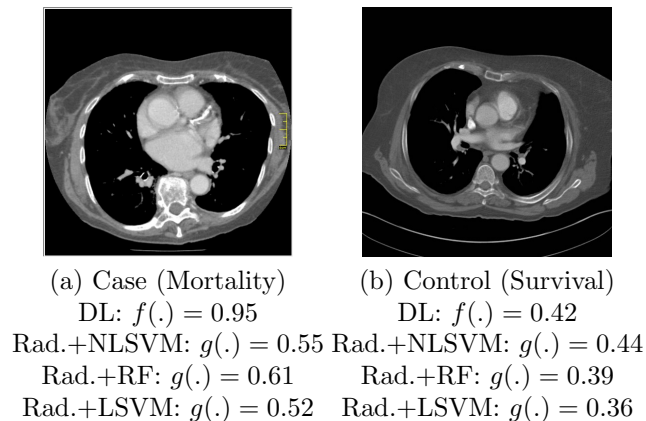 (a) Case (Mortality)
DL: f(.) = 0.95
Rad.+NLSVM: g(.) = 0.55
Rad.+RF: g(.) = 0.61
Rad.+LSVM: g(.) = 0.52
(b) Control (Survival)
DL: f(.) = 0.42
Rad.+NLSVM: g(.) = 0.44
Rad.+RF: g(.) = 0.39
Rad.+LSVM: g(.) = 0.36